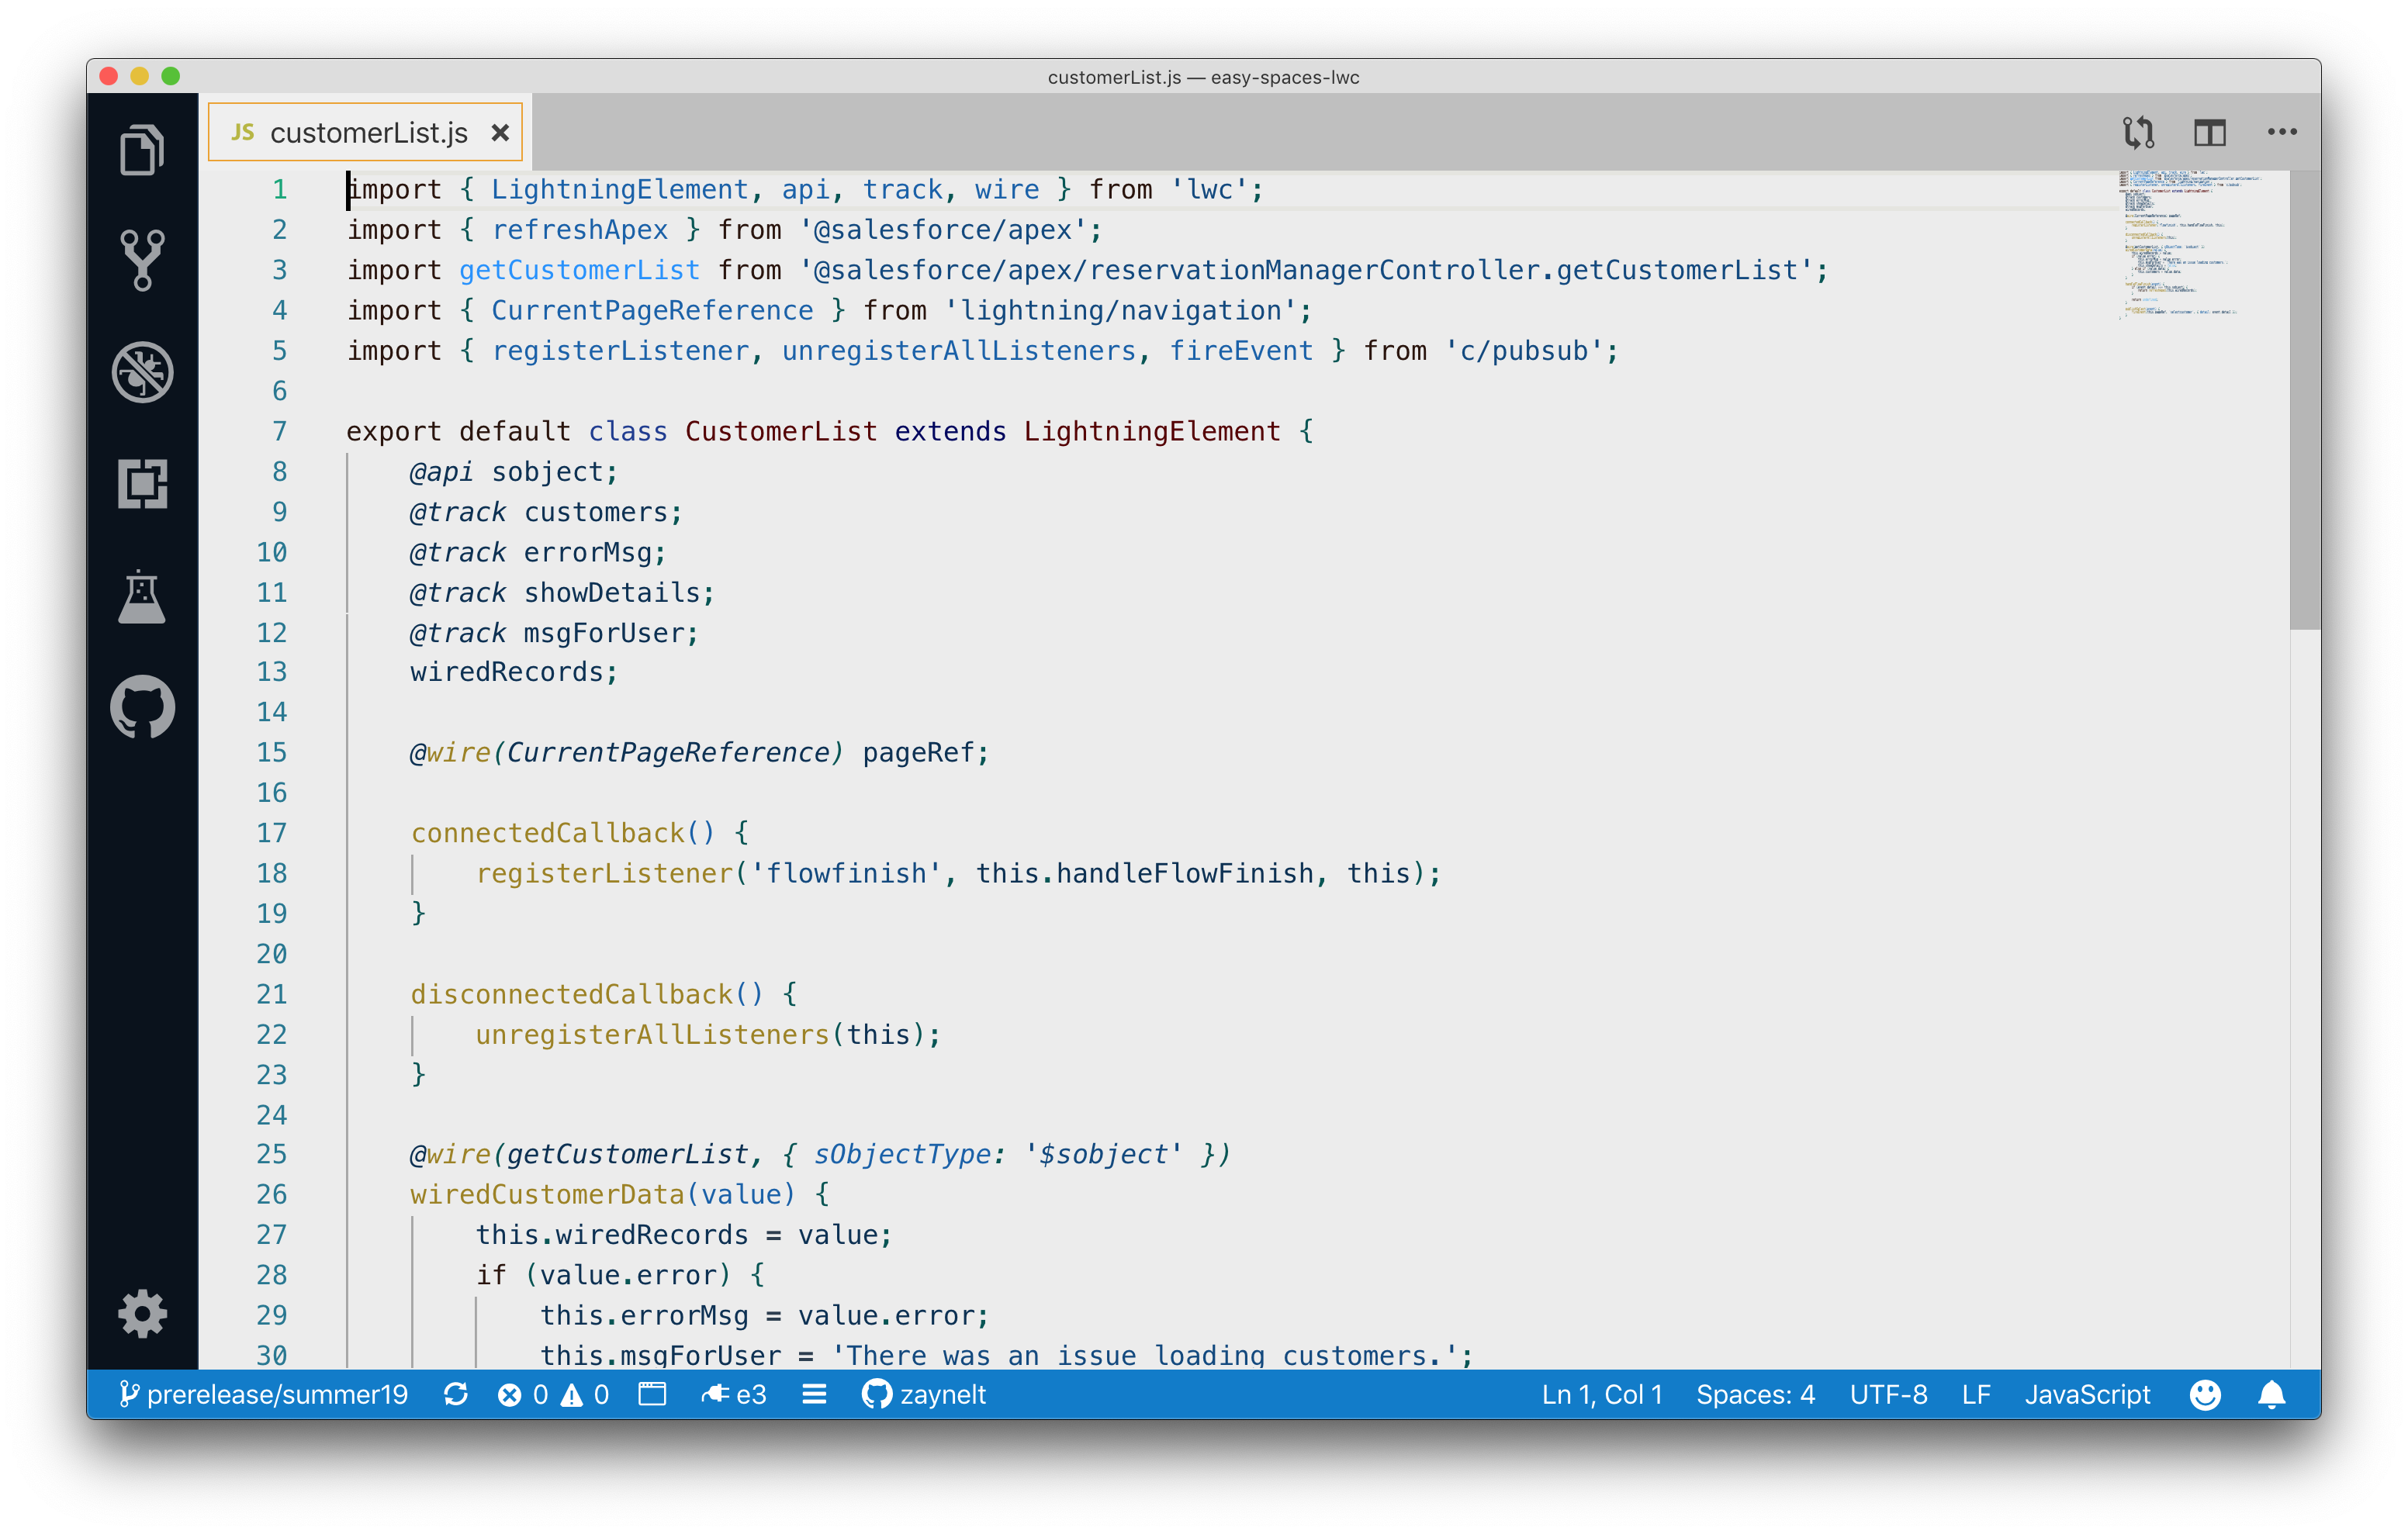 customerList.js — easy-spaces-lwc
JS customerList.js
1 import { LightningElement, api, track, wire } from 'lwc';
2 import { refreshApex } from '@salesforce/apex';
3 import getCustomerList from '@salesforce/apex/reservationManagerController.getCustomerList';
4 import { CurrentPageReference } from 'lightning/navigation';
5 import { registerListener, unregisterAllListeners, fireEvent } from 'c/pubsub';
6
7 export default class CustomerList extends LightningElement {
8 @api sobject;
9 @track customers;
10 @track errorMsg;
11 @track showDetails;
12 @track msgForUser;
13 wiredRecords;
14
15 @wire(CurrentPageReference) pageRef;
16
17 connectedCallback() {
18 registerListener('flowfinish', this.handleFlowFinish, this);
19 }
20
21 disconnectedCallback() {
22 unregisterAllListeners(this);
23 }
24
25 @wire(getCustomerList, { sObjectType: '$sobject' })
26 wiredCustomerData(value) {
27 this.wiredRecords = value;
28 if (value.error) {
29 this.errorMsg = value.error;
30 this.msgForUser = 'There was an issue loading customers.';
prerelease/summer19 0 0 e3 zaynelt Ln 1, Col 1 Spaces: 4 UTF-8 LF JavaScript